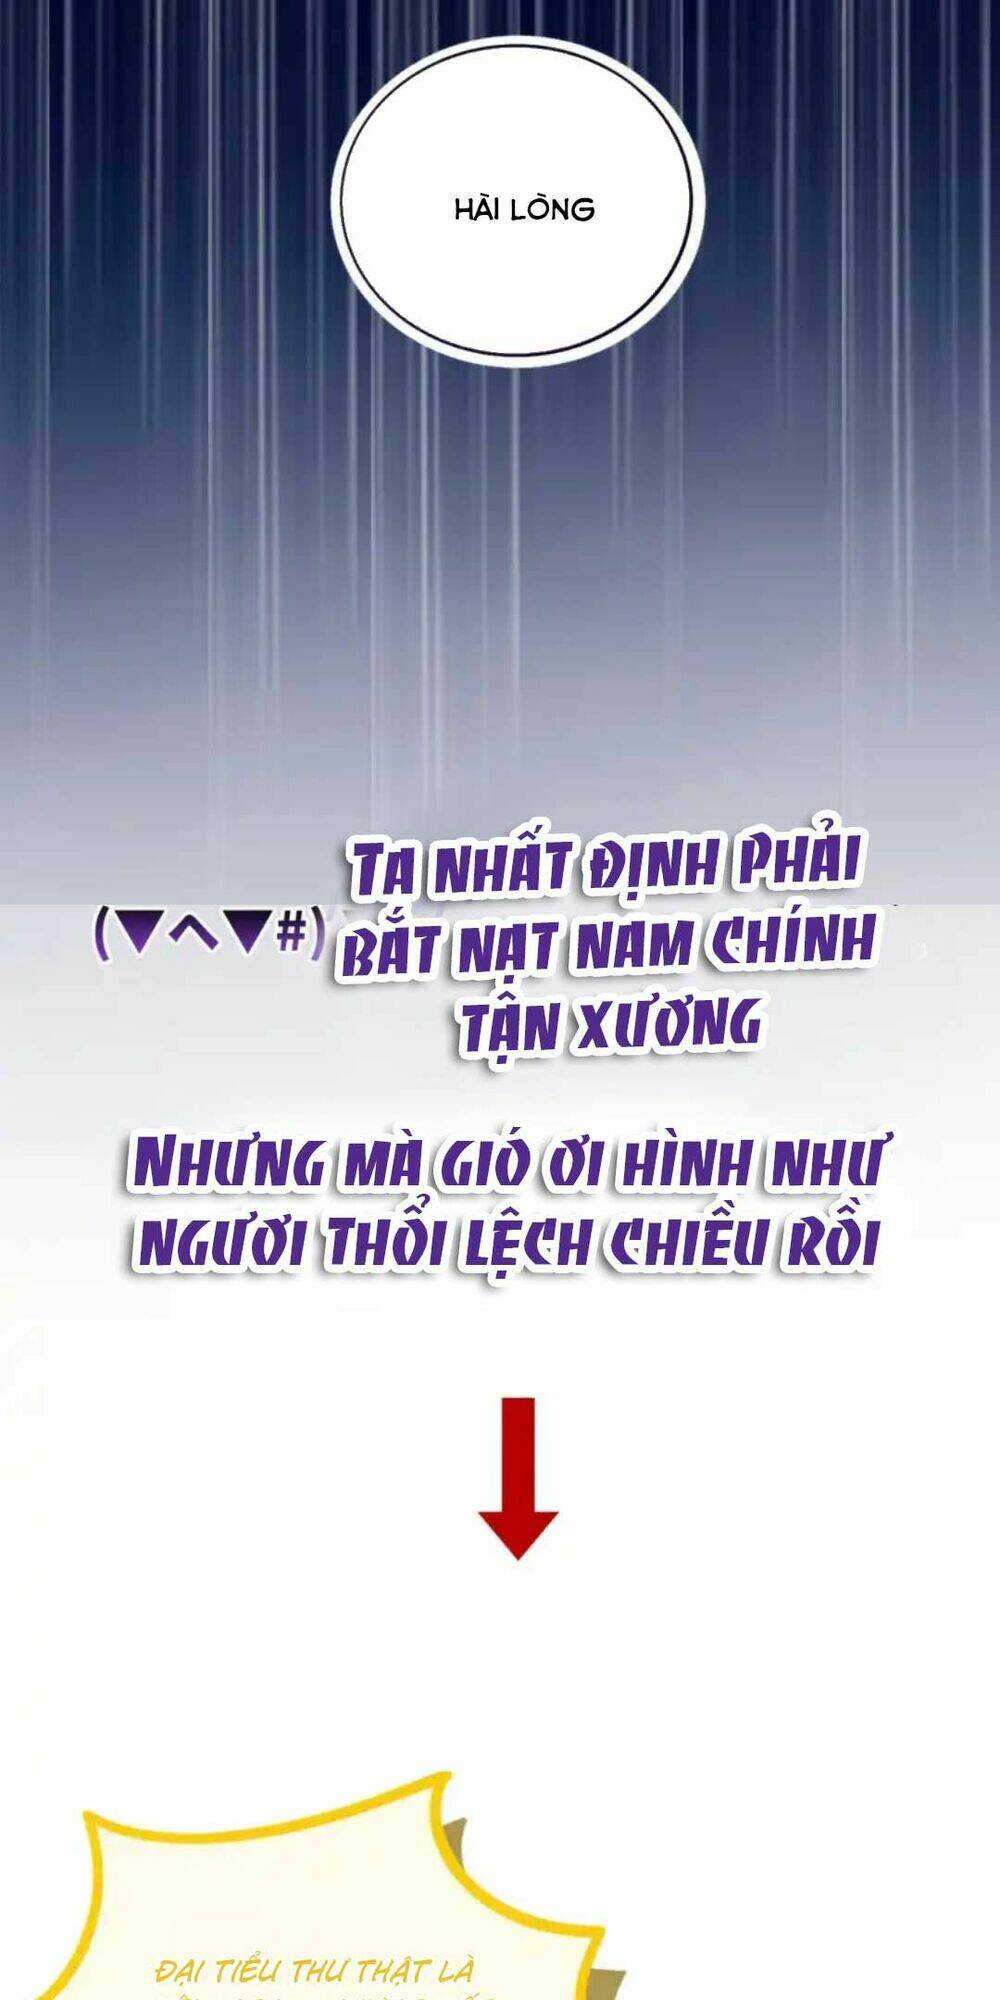 HÀI LÒNG
TA NHẤT ĐỊNH PHẢI
(▼へ▼#)
BẮT NẠT NAM CHÍNH
TẬN XƯƠNG
NHƯNG MÀ GIÓ ƠI HÌNH NHƯ
NGƯƠI THỔI LỆCH CHIỀU RỒI
ĐẠI TIỂU THƯ THẬT LÀ